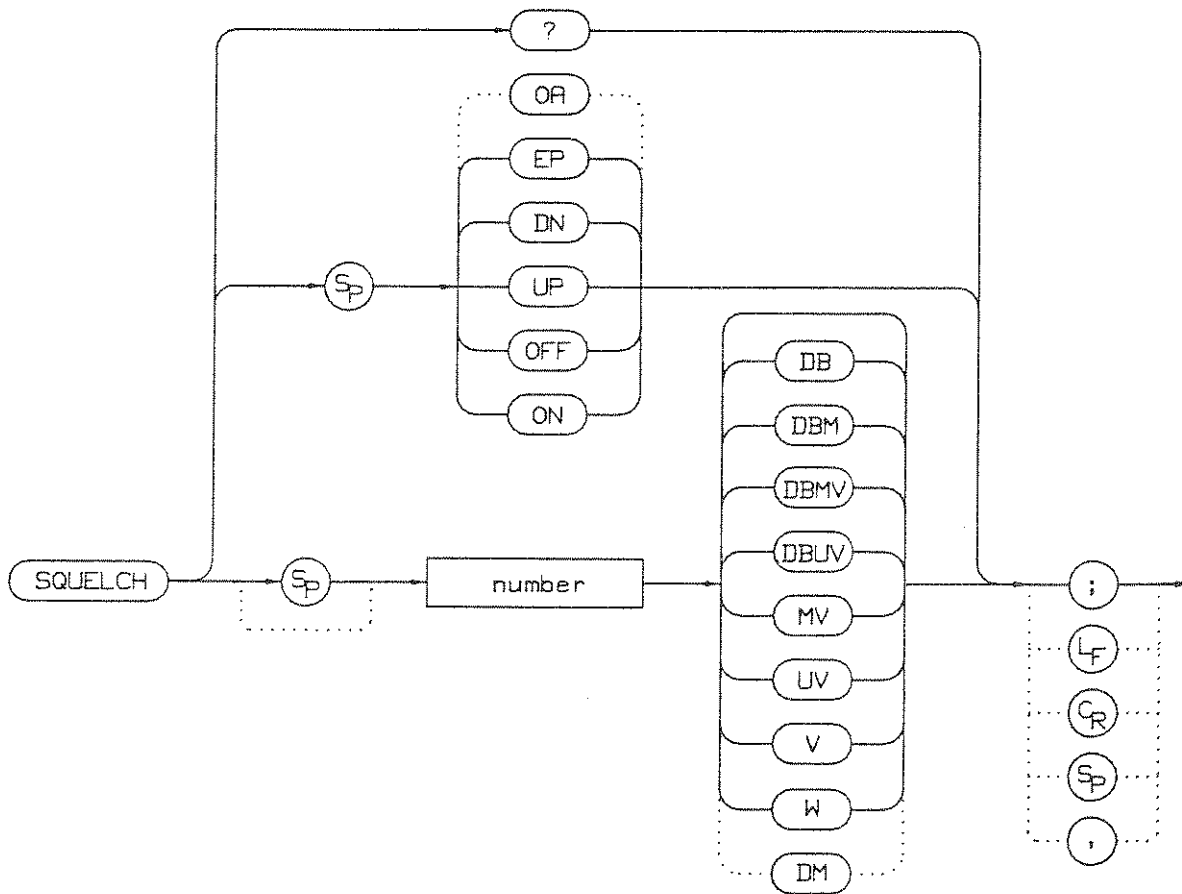 ?
OA
EP
DN
SP
UP
OFF
ON
DB
DBM
DBMV
DBUV
MV
UV
V
W
DM
SQUELCH
SP
number
;
LF
CR
SP
,